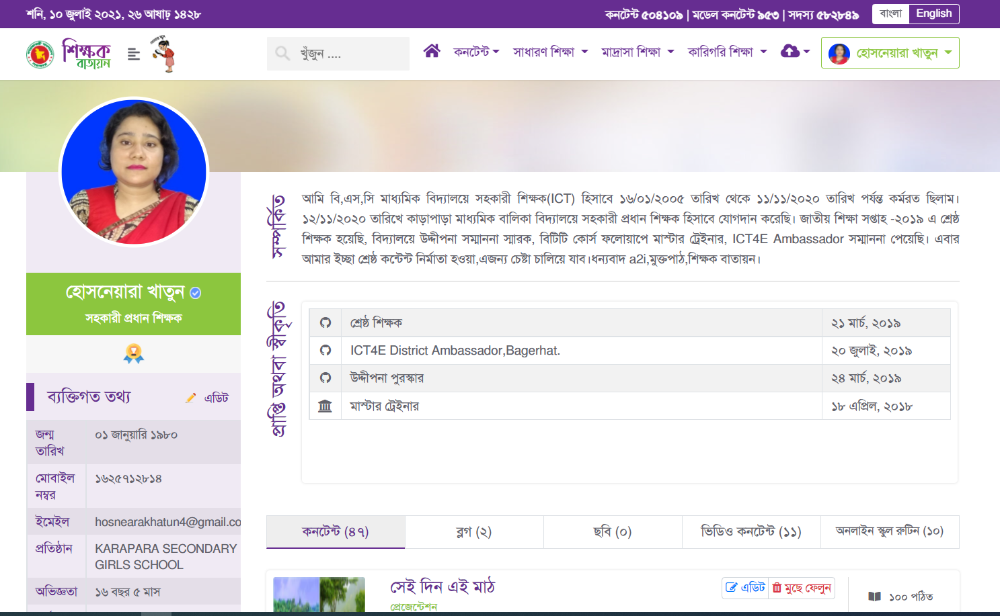 শনি, ১০ জুলাই ২০২১, ২৬ আষাঢ় ১৪২৮
কনটেন্ট ৫০৪১০৯ | মডেল কনটেন্ট ৯৫৩ | সদস্য ৫৮২৮৪৯
বাংলা English
শিক্ষক
বাতায়ন
খুঁজুন ....
কনটেন্ট
সাধারণ শিক্ষা
মাদ্রাসা শিক্ষা
কারিগরি শিক্ষা
হোসনেয়ারা খাতুন
সম্পর্কিত
আমি বি,এস,সি মাধ্যমিক বিদ্যালয়ে সহকারী শিক্ষক(ICT) হিসাবে ১৬/০১/২০০৫ তারিখ থেকে ১১/১১/২০২০ তারিখ পর্যন্ত কর্মরত ছিলাম।
১২/১১/২০২০ তারিখে কাড়াপাড়া মাধ্যমিক বালিকা বিদ্যালয়ে সহকারী প্রধান শিক্ষক হিসাবে যোগদান করেছি। জাতীয় শিক্ষা সপ্তাহ -২০১৯ এ শ্রেষ্ঠ
শিক্ষক হয়েছি, বিদ্যালয়ে উদ্দীপনা সম্মাননা স্মারক, বিটিটি কোর্স ফলোয়াপে মাস্টার ট্রেইনার, ICT4E Ambassador সম্মাননা পেয়েছি। এবার
আমার ইচ্ছা শ্রেষ্ঠ কন্টেন্ট নির্মাতা হওয়া,এজন্য চেষ্টা চালিয়ে যাব।ধন্যবাদ a2i,মুক্তপাঠ,শিক্ষক বাতায়ন।
হোসনেয়ারা খাতুন
সহকারী প্রধান শিক্ষক
ব্যক্তিগত তথ্য
এডিট
জন্ম তারিখ
০১ জানুয়ারি ১৯৮০
মোবাইল নম্বর
১৬২৫৭১২৮১৪
ইমেইল
hosnearakhatun4@gmail.co
প্রতিষ্ঠান
KARAPARA SECONDARY
GIRLS SCHOOL
অভিজ্ঞতা
১৬ বছর ৫ মাস
প্রাপ্তি অথবা স্বীকৃতি
শ্রেষ্ঠ শিক্ষক ২১ মার্চ, ২০১৯
ICT4E District Ambassador,Bagerhat. ২০ জুলাই, ২০১৯
উদ্দীপনা পুরস্কার ২৪ মার্চ, ২০১৯
মাস্টার ট্রেইনার ১৮ এপ্রিল, ২০১৮
কনটেন্ট (৪৭)
ব্লগ (২)
ছবি (০)
ভিডিও কনটেন্ট (১১)
অনলাইন স্কুল রুটিন (১০)
সেই দিন এই মাঠ
প্রেজেন্টেশন
এডিট
মুছে ফেলুন
১০০ পঠিত